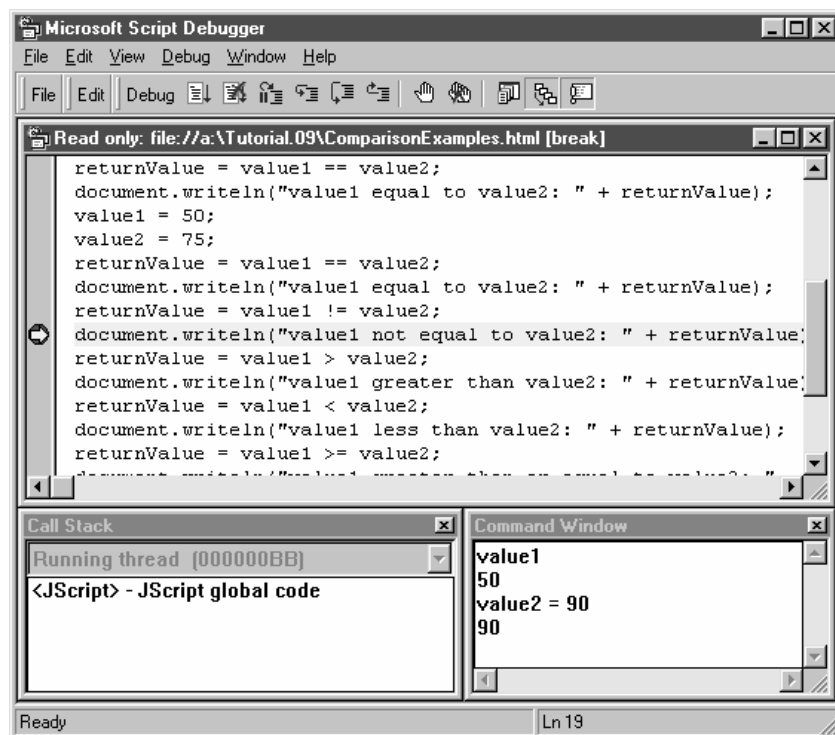 Microsoft Script Debugger
File Edit View Debug Window Help
File Edit Debug
Read only: file://a:\Tutorial.09\ComparisonExamples.html [break]
returnValue = value1 == value2;
document.writeln("value1 equal to value2: " + returnValue);
value1 = 50;
value2 = 75;
returnValue = value1 == value2;
document.writeln("value1 equal to value2: " + returnValue);
returnValue = value1 != value2;
document.writeln("value1 not equal to value2: " + returnValue)
returnValue = value1 > value2;
document.writeln("value1 greater than value2: " + returnValue)
returnValue = value1 < value2;
document.writeln("value1 less than value2: " + returnValue);
returnValue = value1 >= value2;
Call Stack
Running thread (000000BB)
<JScript> - JScript global code
Command Window
value1
50
value2 = 90
90
Ready
Ln 19